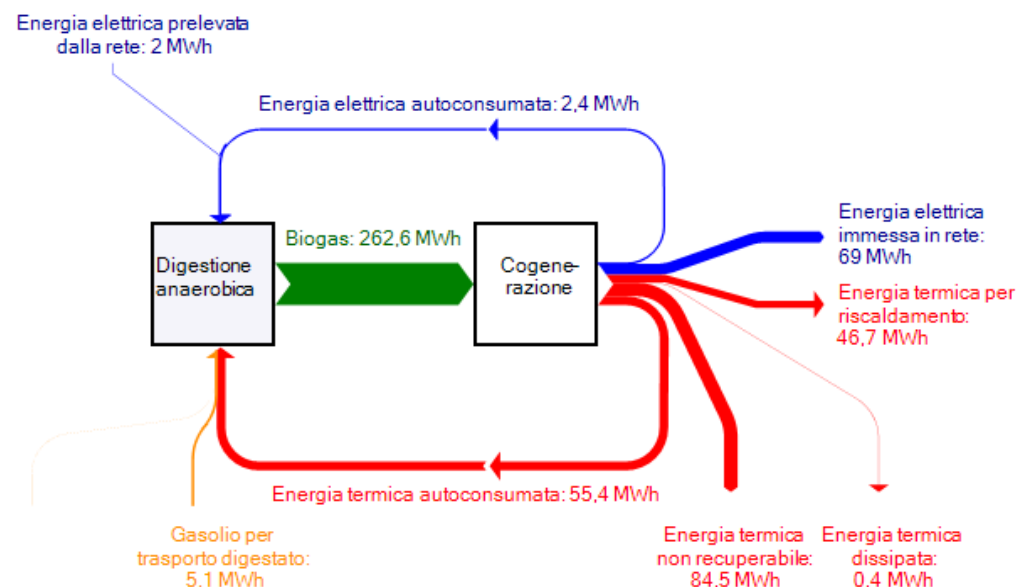 Energia elettrica prelevata
dalla rete: 2 MWh
Energia elettrica autoconsumata: 2,4 MWh
Biogas: 262,6 MWh
Digestione
anaerobica
Cogene-
razione
Energia elettrica
immessa in rete:
69 MWh
Energia termica per
riscaldamento:
46,7 MWh
Energia termica autoconsumata: 55,4 MWh
Gasolio per
trasporto digestato:
5,1 MWh
Energia termica
non recuperabile:
84,5 MWh
Energia termica
dissipata:
0,4 MWh